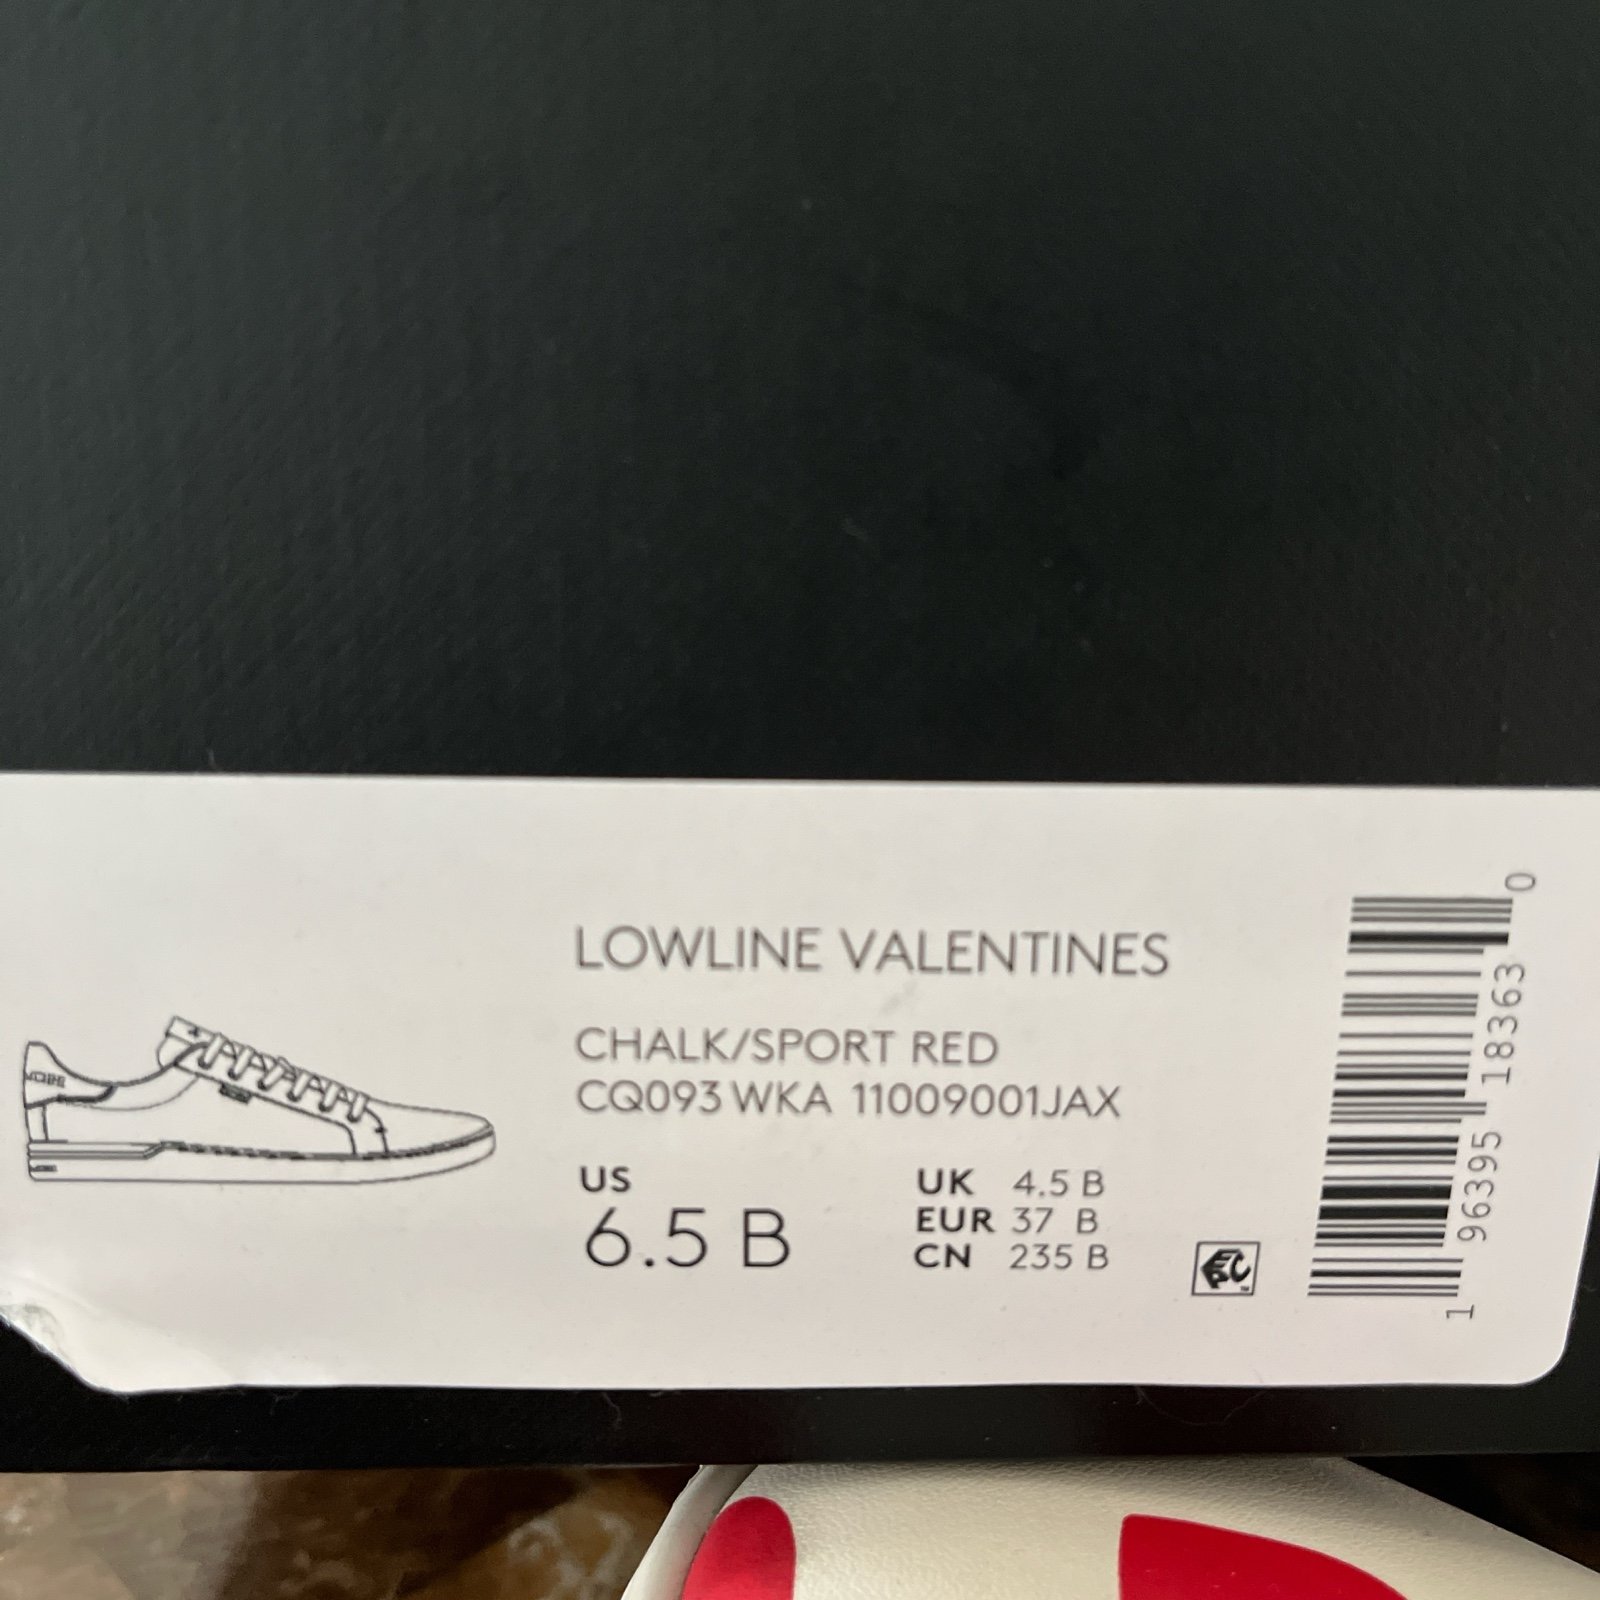 LOWLINE VALENTINES
CHALK/SPORT RED
CQ093 WKA 11009001JAX
US
6.5 B
UK 4.5 B
EUR 37 B
CN 235 B
1 96395 18363 0